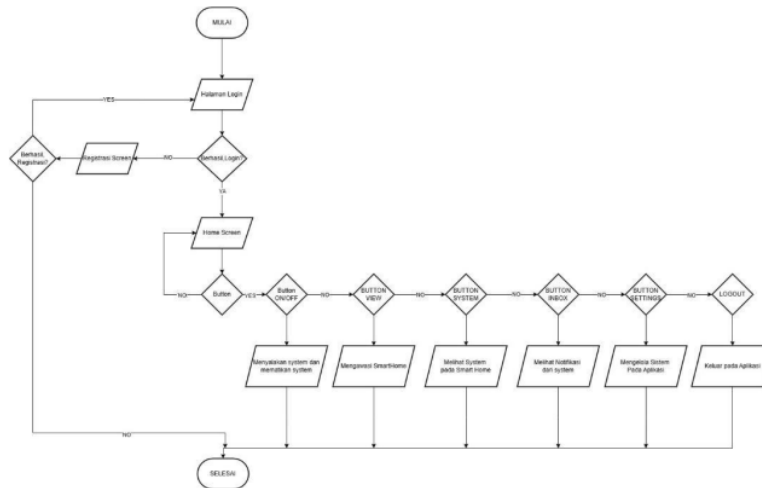 MULAI
Halaman Login
YES
Berhasil
Registrasi?
Registrasi Screen
NO
Berhasil Login?
YA
Home Screen
NO
Button
YES
Button
ON/OFF
NO
BUTTON
VIEW
NO
BUTTON
SYSTEM
NO
BUTTON
INBOX
NO
BUTTON
SETTINGS
NO
LOGOUT
Menyalakan system dan
mematikan system
Mengawasi SmartHome
Melihat System
pada Smart Home
Melihat Notifikasi
dari system
Mengelola Sistem
Pada Aplikasi
Keluar pada Aplikasi
NO
SELESAI